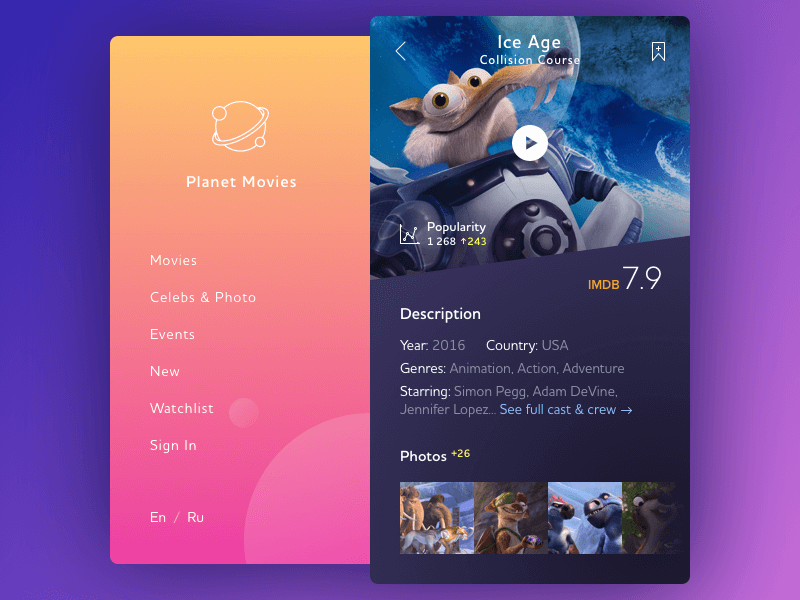 Planet Movies
Movies
Celebs & Photo
Events
New
Watchlist
Sign In
En / Ru
Ice Age
Collision Course
Popularity
1 268 ↑243
IMDB 7.9
Description
Year: 2016 Country: USA
Genres: Animation, Action, Adventure
Starring: Simon Pegg, Adam DeVine,
Jennifer Lopez... See full cast & crew →
Photos +26